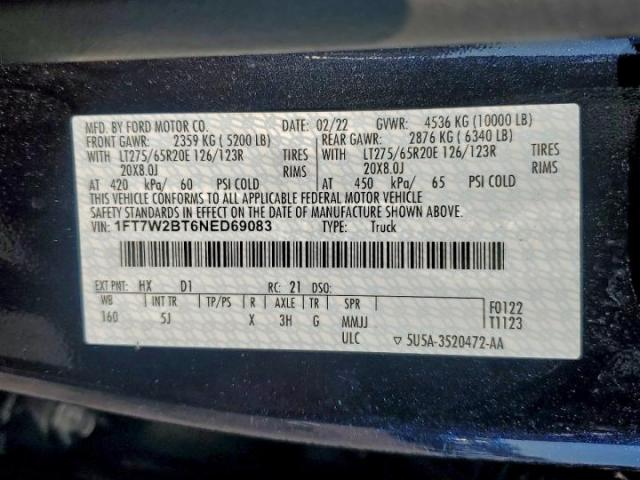 MFD. BY FORD MOTOR CO. DATE: 02/22 GVWR: 4536 KG (10000 LB)
FRONT GAWR: 2359 KG ( 5200 LB) REAR GAWR: 2876 KG ( 6340 LB)
WITH LT275/65R20E 126/123R TIRES WITH LT275/65R20E 126/123R TIRES
20X8.0J RIMS 20X8.0J RIMS
AT 420 kPa/ 60 PSI COLD AT 450 kPa/ 65 PSI COLD
THIS VEHICLE CONFORMS TO ALL APPLICABLE FEDERAL MOTOR VEHICLE
SAFETY STANDARDS IN EFFECT ON THE DATE OF MANUFACTURE SHOWN ABOVE.
VIN: 1FT7W2BT6NED69083 TYPE: Truck
EXT PNT: HX D1 RC: 21 DSO:
WB INT TR TP/PS R AXLE TR SPR F0122
160 5J X 3H G MMJJ T1123
ULC ▽ 5U5A-3520472-AA